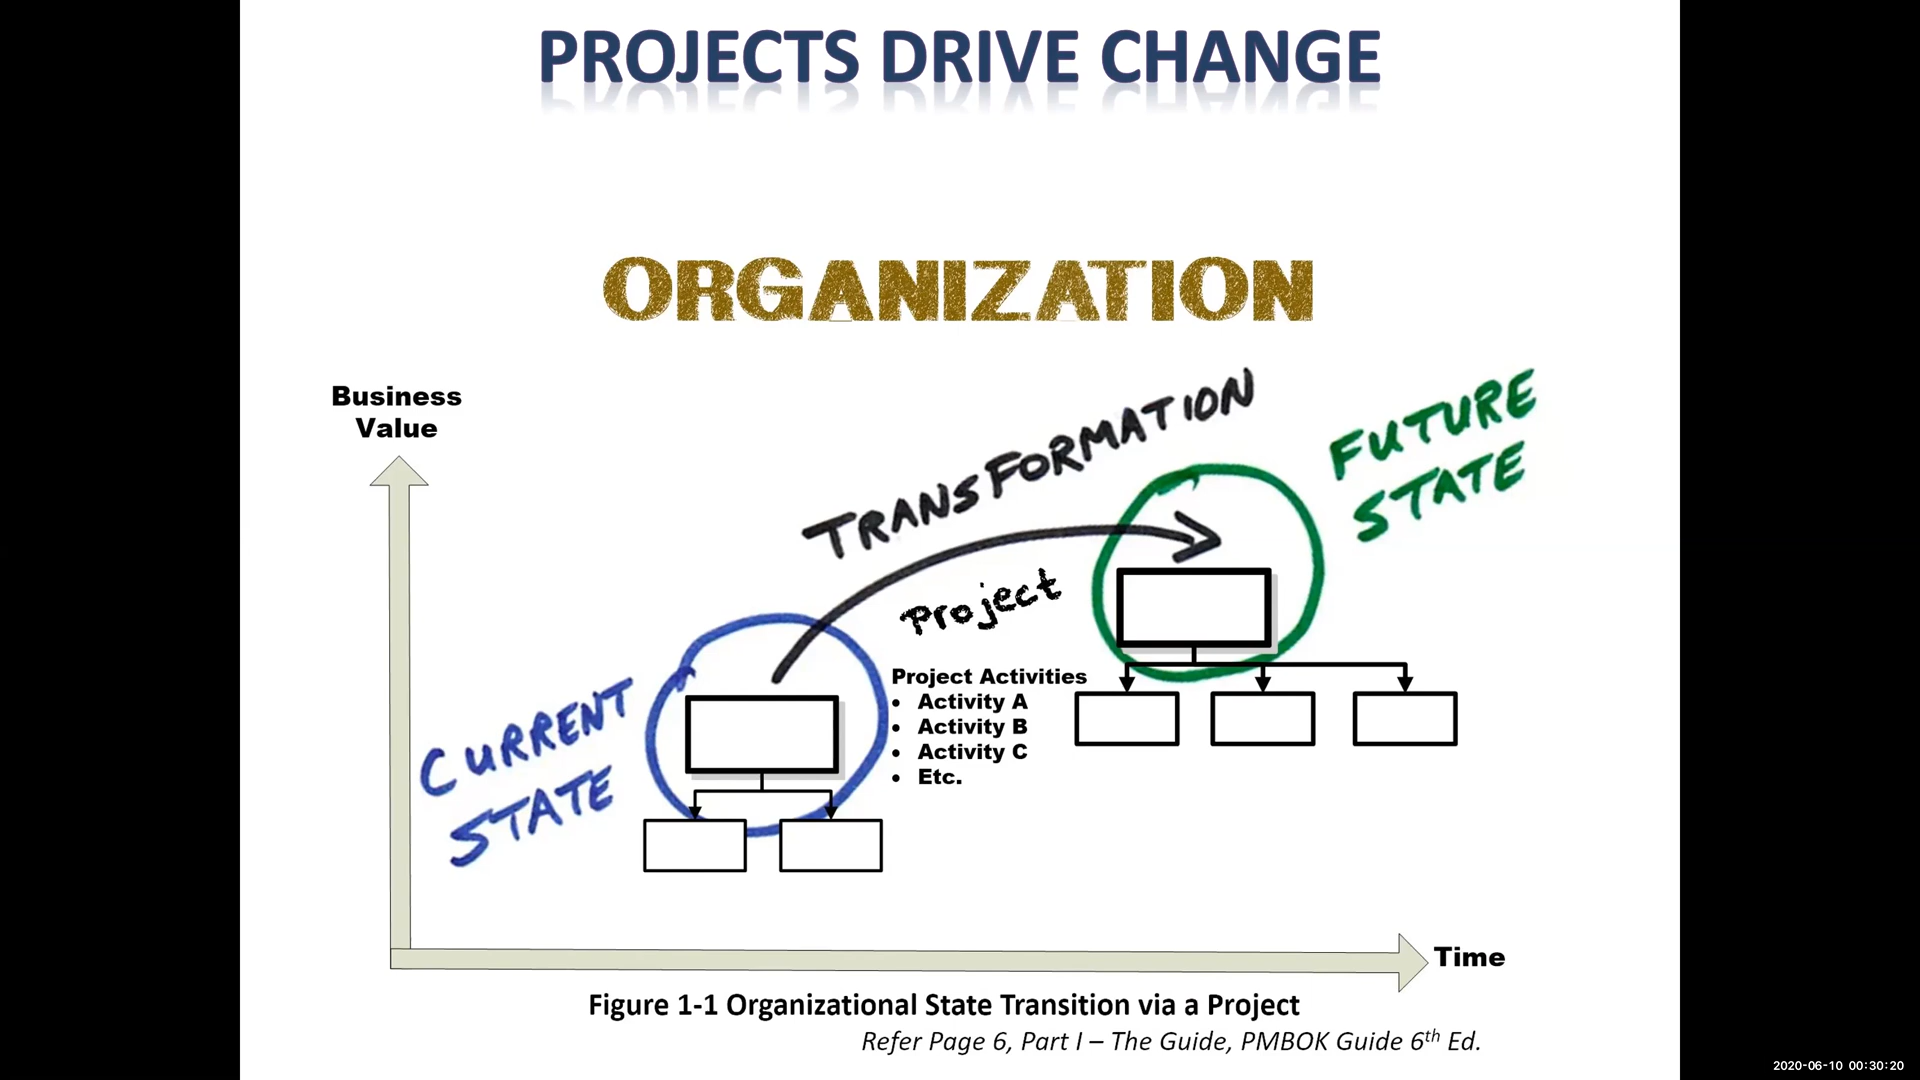 PROJECTS DRIVE CHANGE
ORGANIZATION
Business
Value
TRANSFORMATION
FUTURE
STATE
Project
CURRENT
STATE
Project Activities
• Activity A
• Activity B
• Activity C
• Etc.
Time
Figure 1-1 Organizational State Transition via a Project
Refer Page 6, Part I – The Guide, PMBOK Guide 6th Ed.
2020-06-10 00:30:20